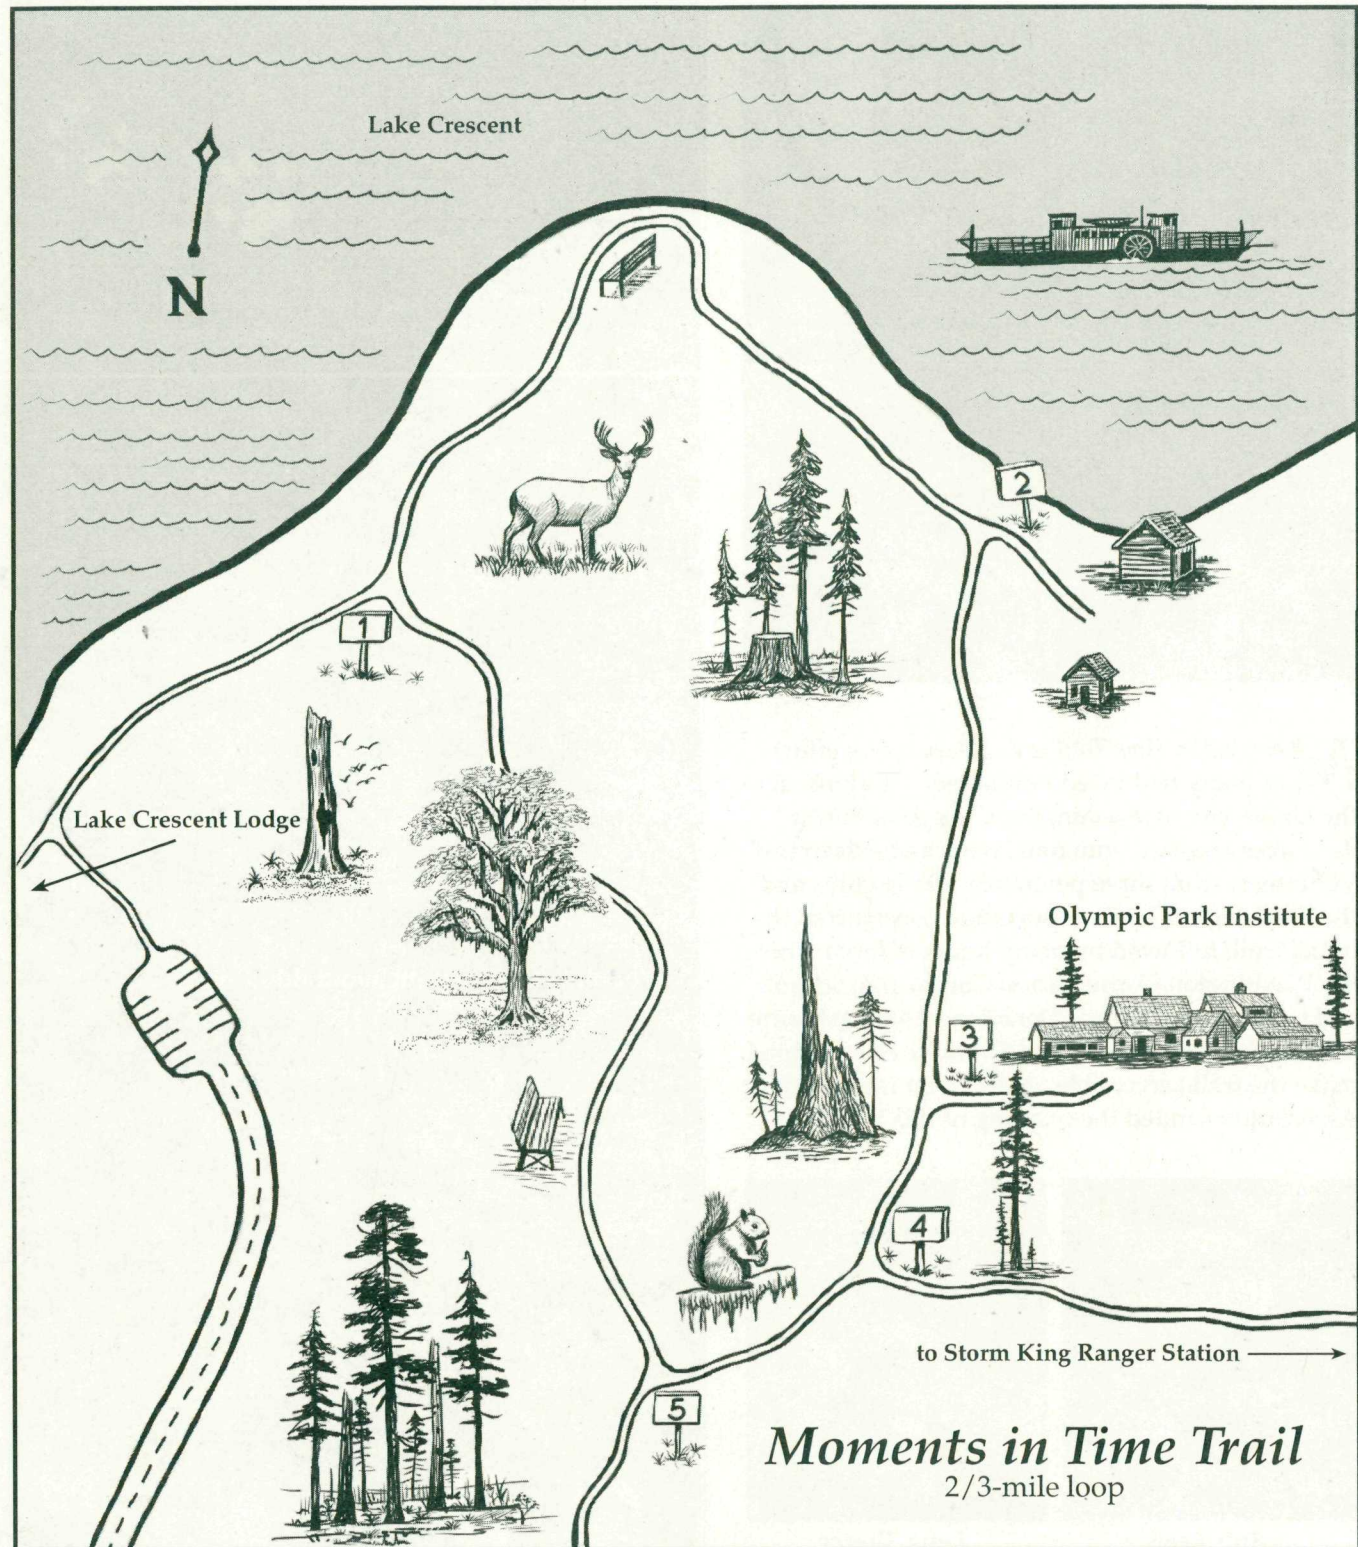 Lake Crescent
N
2
1
Lake Crescent Lodge
Olympic Park Institute
3
4
to Storm King Ranger Station
5
Moments in Time Trail
2/3-mile loop